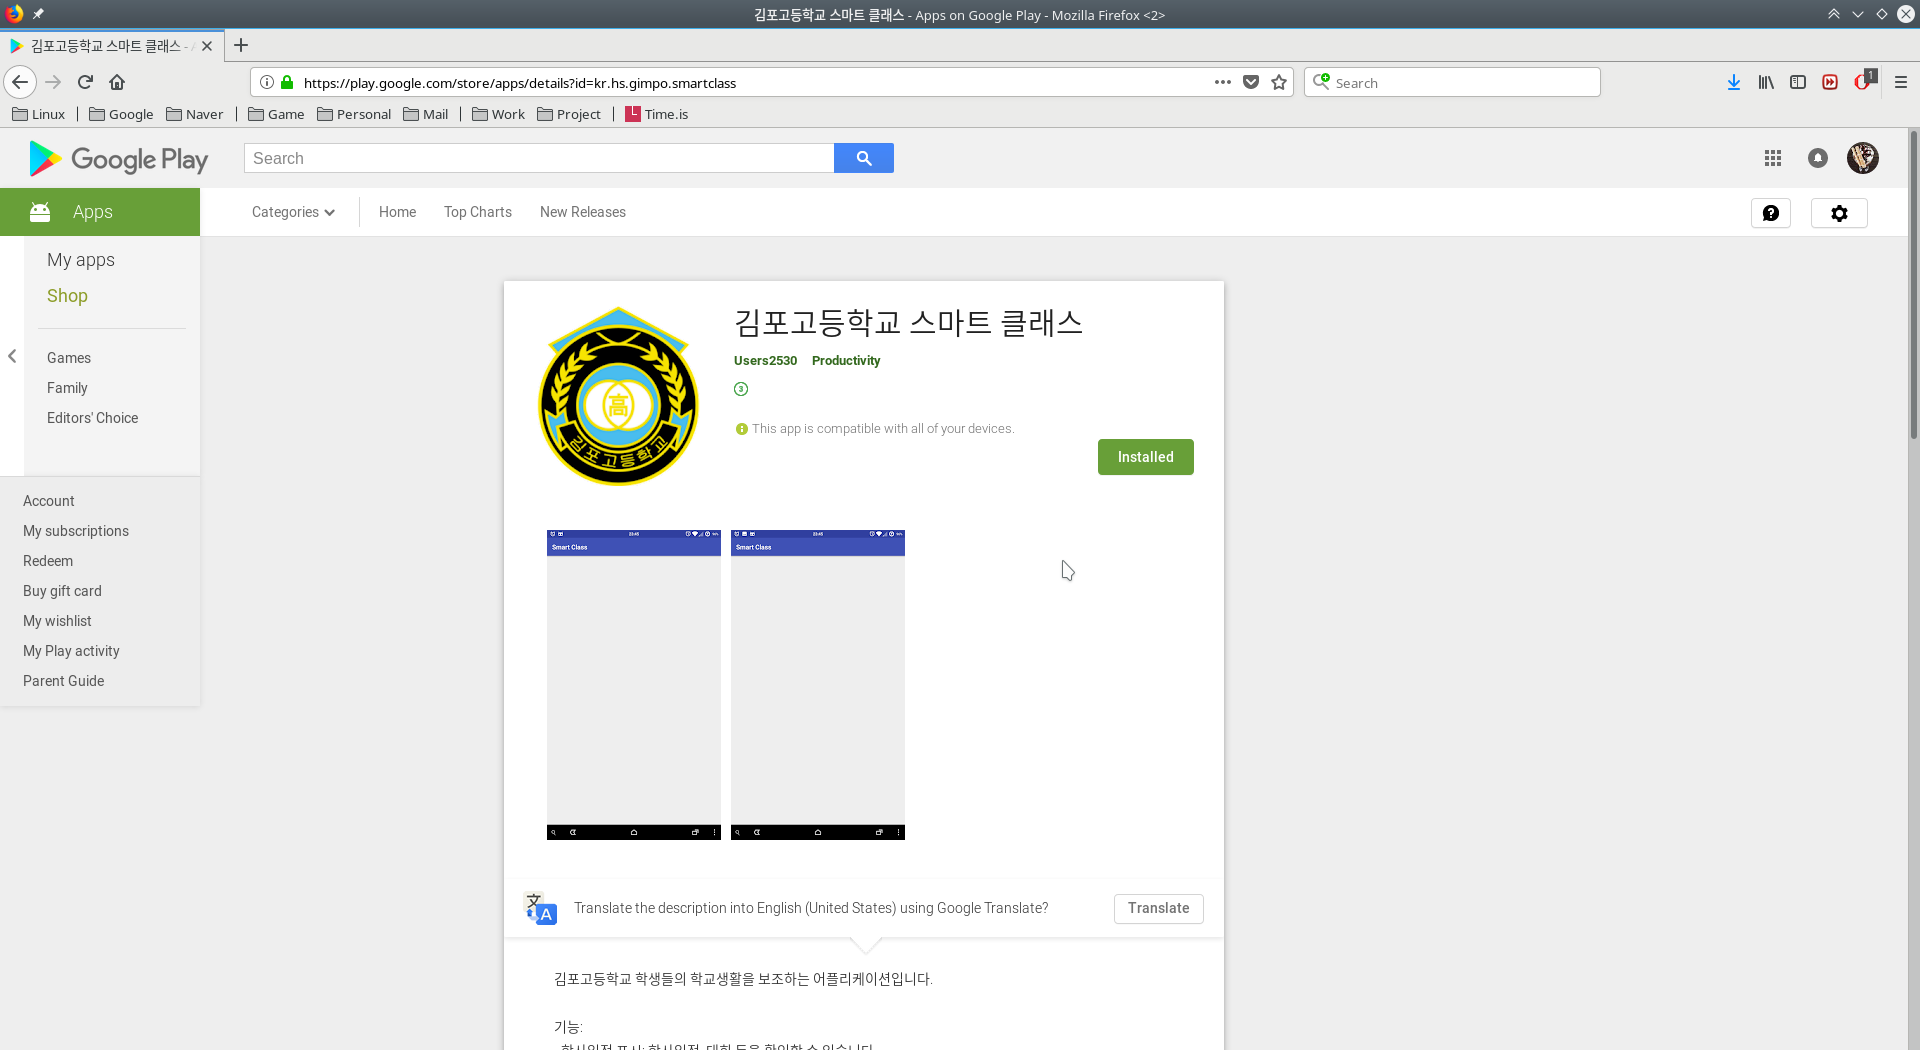 김포고등학교 스마트 클래스 - Apps on Google Play - Mozilla Firefox <2>
김포고등학교 스마트 클래스 -
https://play.google.com/store/apps/details?id=kr.hs.gimpo.smartclass
Search
1
Linux | Google Naver | Game Personal Mail | Work Project | Time.is
Google Play
Search
Apps
Categories Home Top Charts New Releases
My apps
Shop
Games
Family
Editors' Choice
Account
My subscriptions
Redeem
Buy gift card
My wishlist
My Play activity
Parent Guide
高
김포고등학교
김포고등학교 스마트 클래스
Users2530 Productivity
3
This app is compatible with all of your devices.
Installed
Smart Class
Smart Class
文 A
Translate the description into English (United States) using Google Translate?
Translate
김포고등학교 학생들의 학교생활을 보조하는 어플리케이션입니다.
기능: